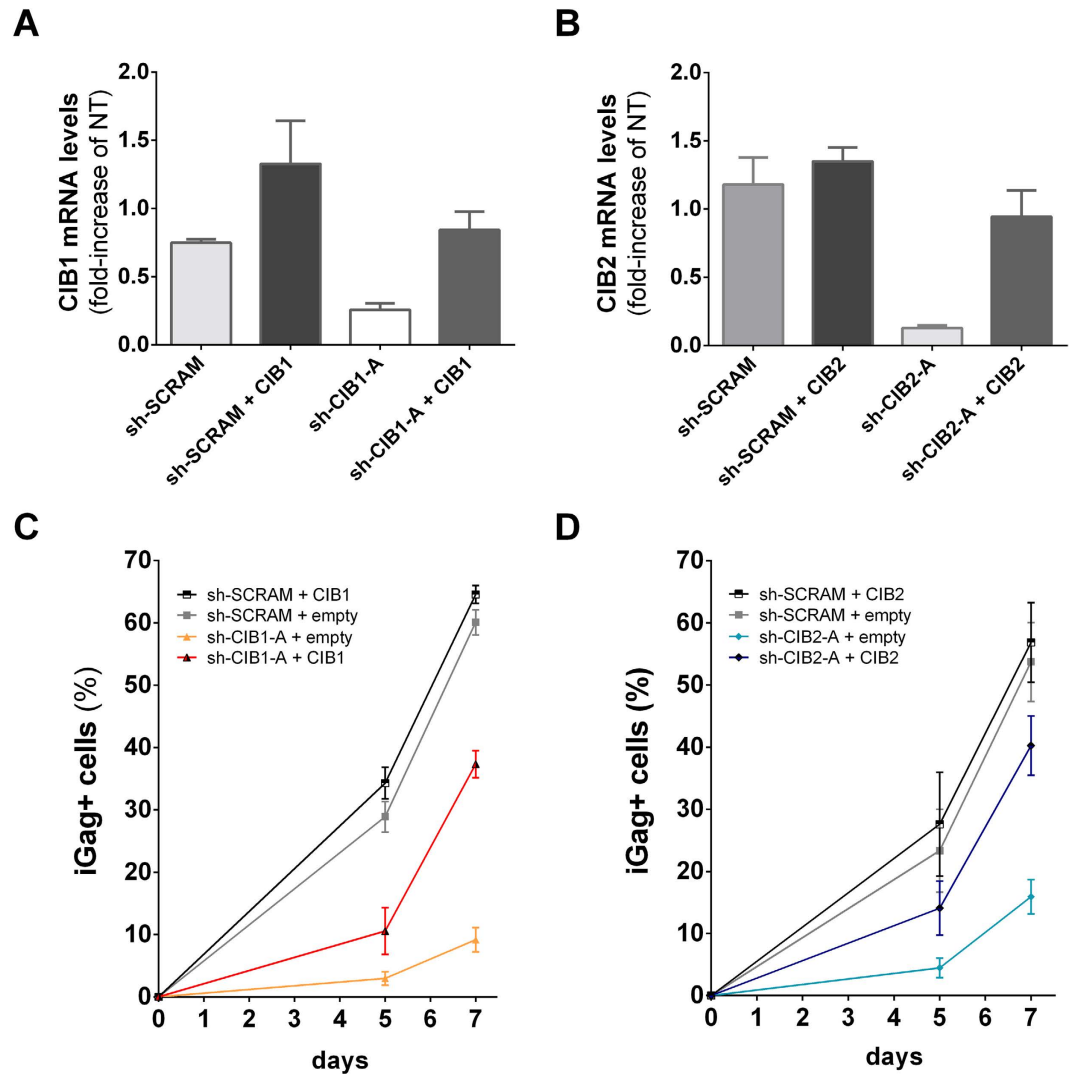 A
CIB1 mRNA levels
(fold-increase of NT)
2.0
1.5
1.0
0.5
0.0
sh-SCRAM
sh-SCRAM + CIB1
sh-CIB1-A
sh-CIB1-A + CIB1
B
CIB2 mRNA levels
(fold-increase of NT)
2.0
1.5
1.0
0.5
0.0
sh-SCRAM
sh-SCRAM + CIB2
sh-CIB2-A
sh-CIB2-A + CIB2
C
iGag+ cells (%)
70
60
50
40
30
20
10
0
sh-SCRAM + CIB1
sh-SCRAM + empty
sh-CIB1-A + empty
sh-CIB1-A + CIB1
0 1 2 3 4 5 6 7
days
D
iGag+ cells (%)
70
60
50
40
30
20
10
0
sh-SCRAM + CIB2
sh-SCRAM + empty
sh-CIB2-A + empty
sh-CIB2-A + CIB2
0 1 2 3 4 5 6 7
days